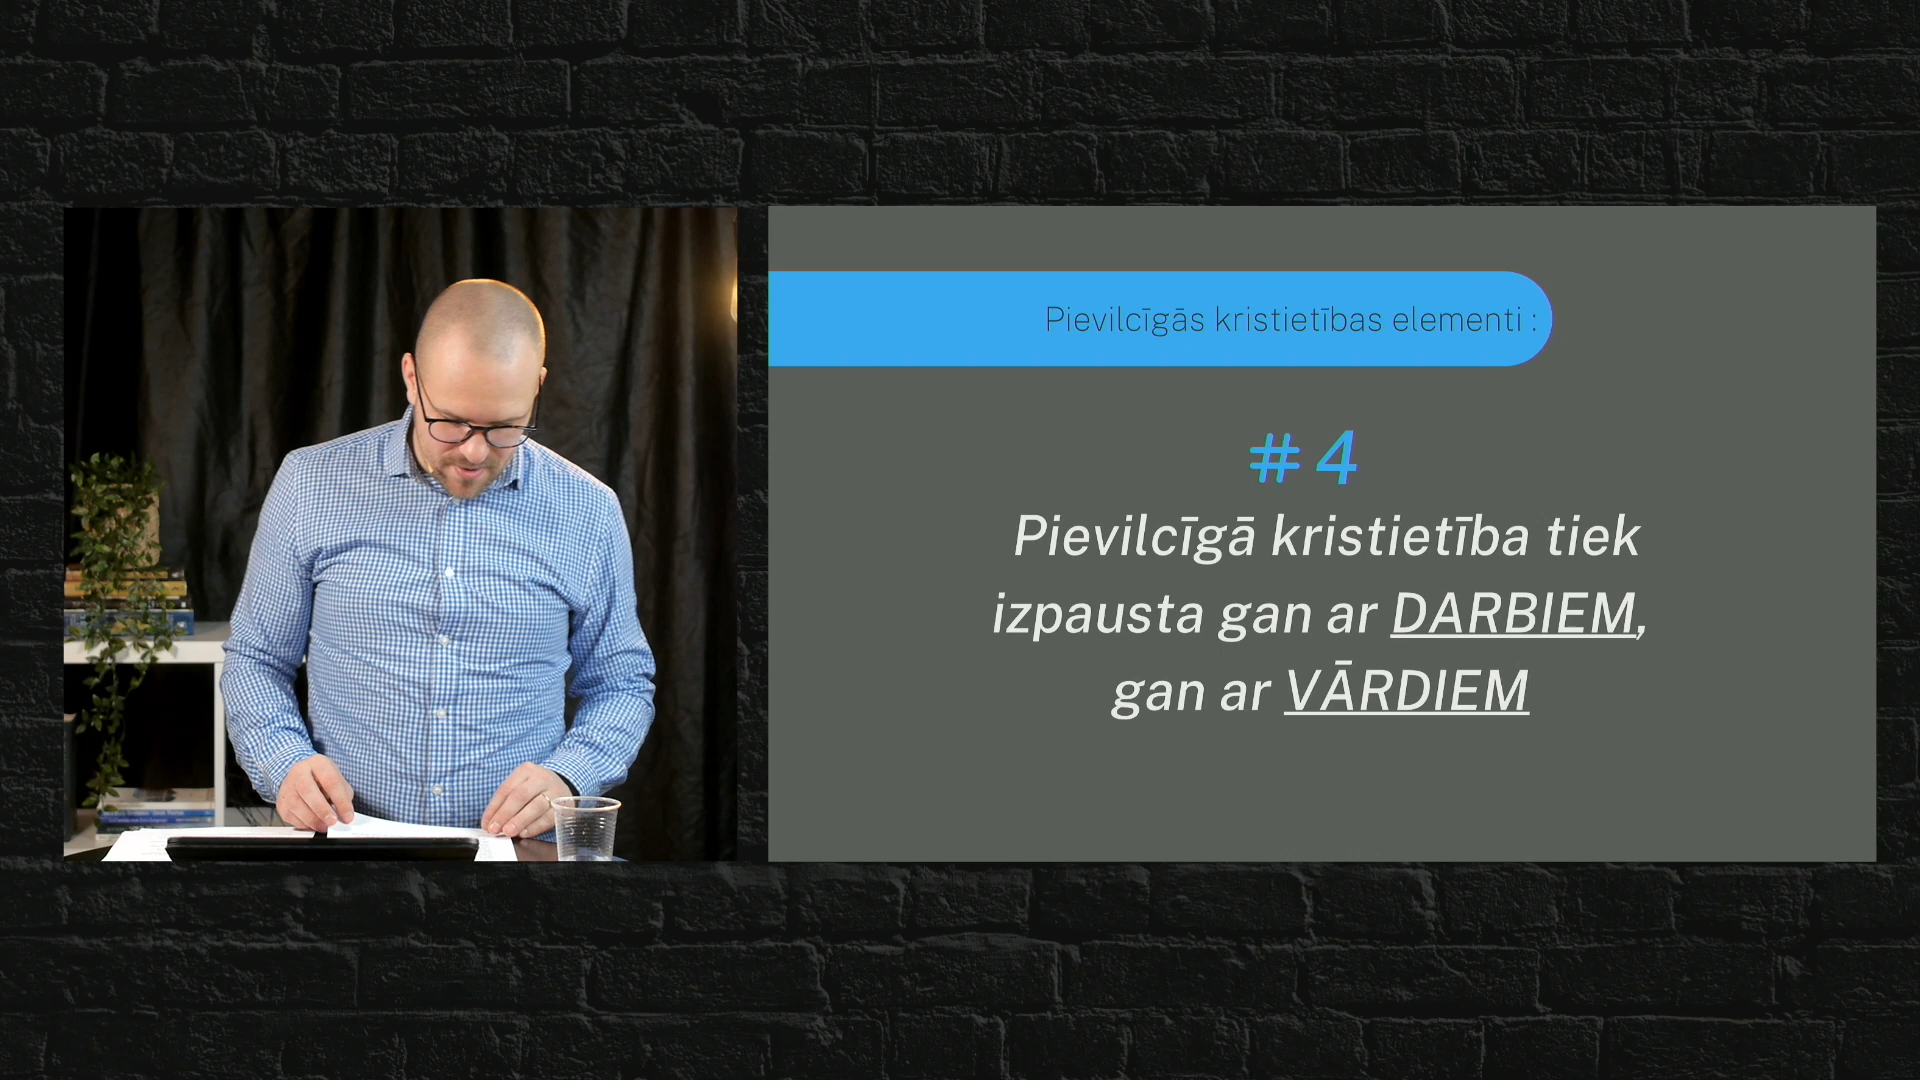 Pievilcīgās kristietības elementi :
# 4
Pievilcīgā kristietība tiek
izpausta gan ar DARBIEM,
gan ar VĀRDIEM